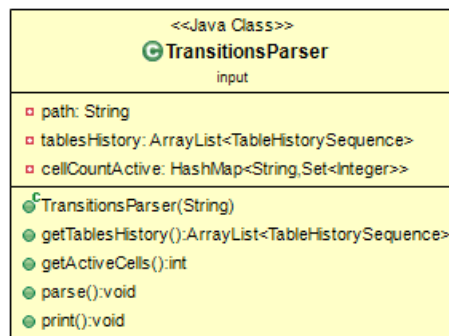 <<Java Class>>
TransitionsParser
input
path: String
tablesHistory: ArrayList<TableHistorySequence>
cellCountActive: HashMap<String,Set<Integer>>
TransitionsParser(String)
getTablesHistory():ArrayList<TableHistorySequence>
getActiveCells():int
parse():void
print():void